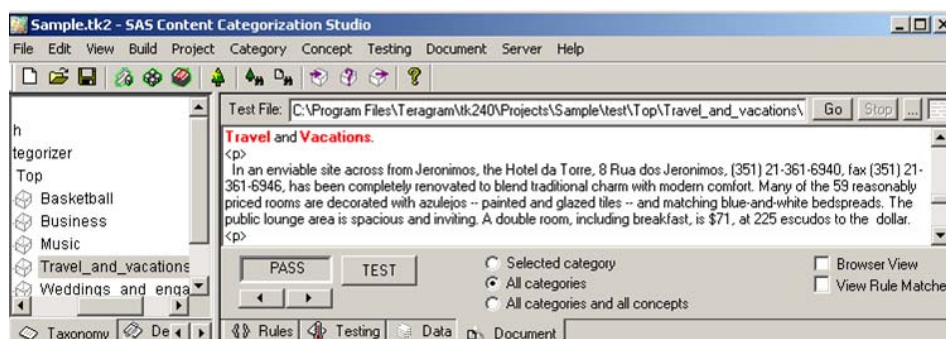 Sample.tk2 - SAS Content Categorization Studio
File Edit View Build Project Category Concept Testing Document Server Help
Test File: C:\Program Files\Teragram\tk240\Projects\Sample\test\Top\Travel_and_vacations\ Go Stop ...
h
tegorizer
Top
Basketball
Business
Music
Travel_and_vacations
Weddings_and_enga
Taxonomy De
Travel and Vacations.
<p>
In an enviable site across from Jeronimos, the Hotel da Torre, 8 Rua dos Jeronimos, (351) 21-361-6940, fax (351) 21-
361-6946, has been completely renovated to blend traditional charm with modern comfort. Many of the 59 reasonably
priced rooms are decorated with azulejos -- painted and glazed tiles -- and matching blue-and-white bedspreads. The
public lounge area is spacious and inviting. A double room, including breakfast, is $71, at 225 escudos to the dollar.
<p>
PASS TEST
Selected category
All categories
All categories and all concepts
Browser View
View Rule Matche
Rules Testing Data Document